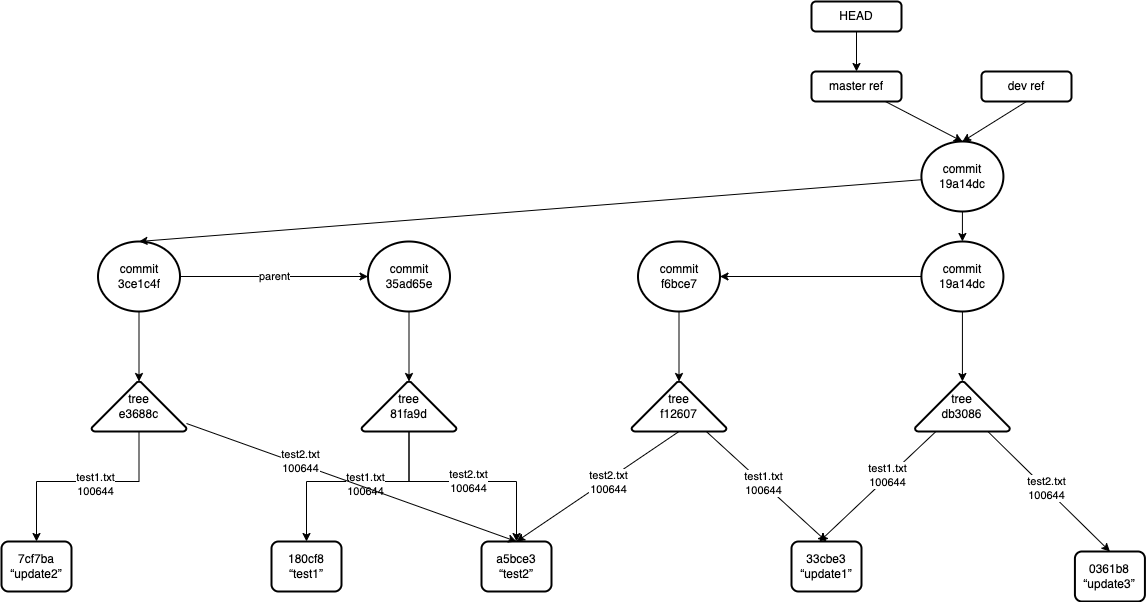 HEAD
master ref
dev ref
commit
19a14dc
commit
3ce1c4f
parent
commit
35ad65e
commit
f6bce7
commit
19a14dc
tree
e3688c
tree
81fa9d
tree
f12607
tree
db3086
test1.txt
100644
test2.txt
100644
test1.txt
100644
test2.txt
100644
test2.txt
100644
test1.txt
100644
test1.txt
100644
test2.txt
100644
7cf7ba
“update2”
180cf8
“test1”
a5bce3
“test2”
33cbe3
“update1”
0361b8
“update3”